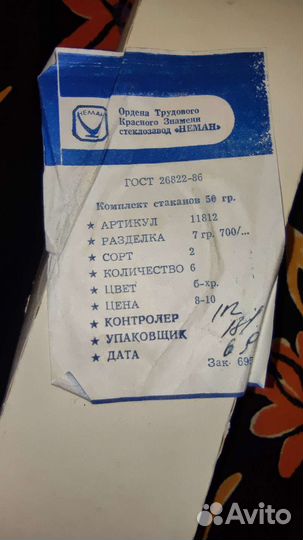 НЕМАН
Ордена Трудового
Красного Знамени
стеклозавод «НЕМАН»
ГОСТ 26822-86
Комплект стаканов 50 гр.
★ АРТИКУЛ 11812
★ РАЗДЕЛКА 7 гр. 700/...
★ СОРТ 2
★ КОЛИЧЕСТВО 6
★ ЦВЕТ б-хр.
★ ЦЕНА 8-10
★ КОНТРОЛЕР
★ УПАКОВЩИК
★ ДАТА
Зак. 695
Avito